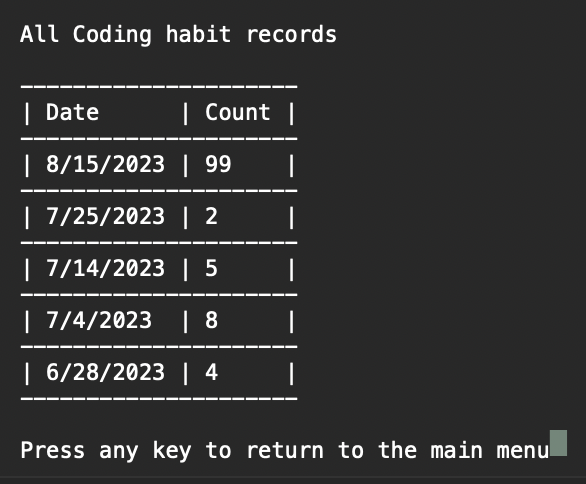 All Coding habit records
---------------------
| Date      | Count |
---------------------
| 8/15/2023 | 99    |
---------------------
| 7/25/2023 | 2     |
---------------------
| 7/14/2023 | 5     |
---------------------
| 7/4/2023  | 8     |
---------------------
| 6/28/2023 | 4     |
---------------------
Press any key to return to the main menu